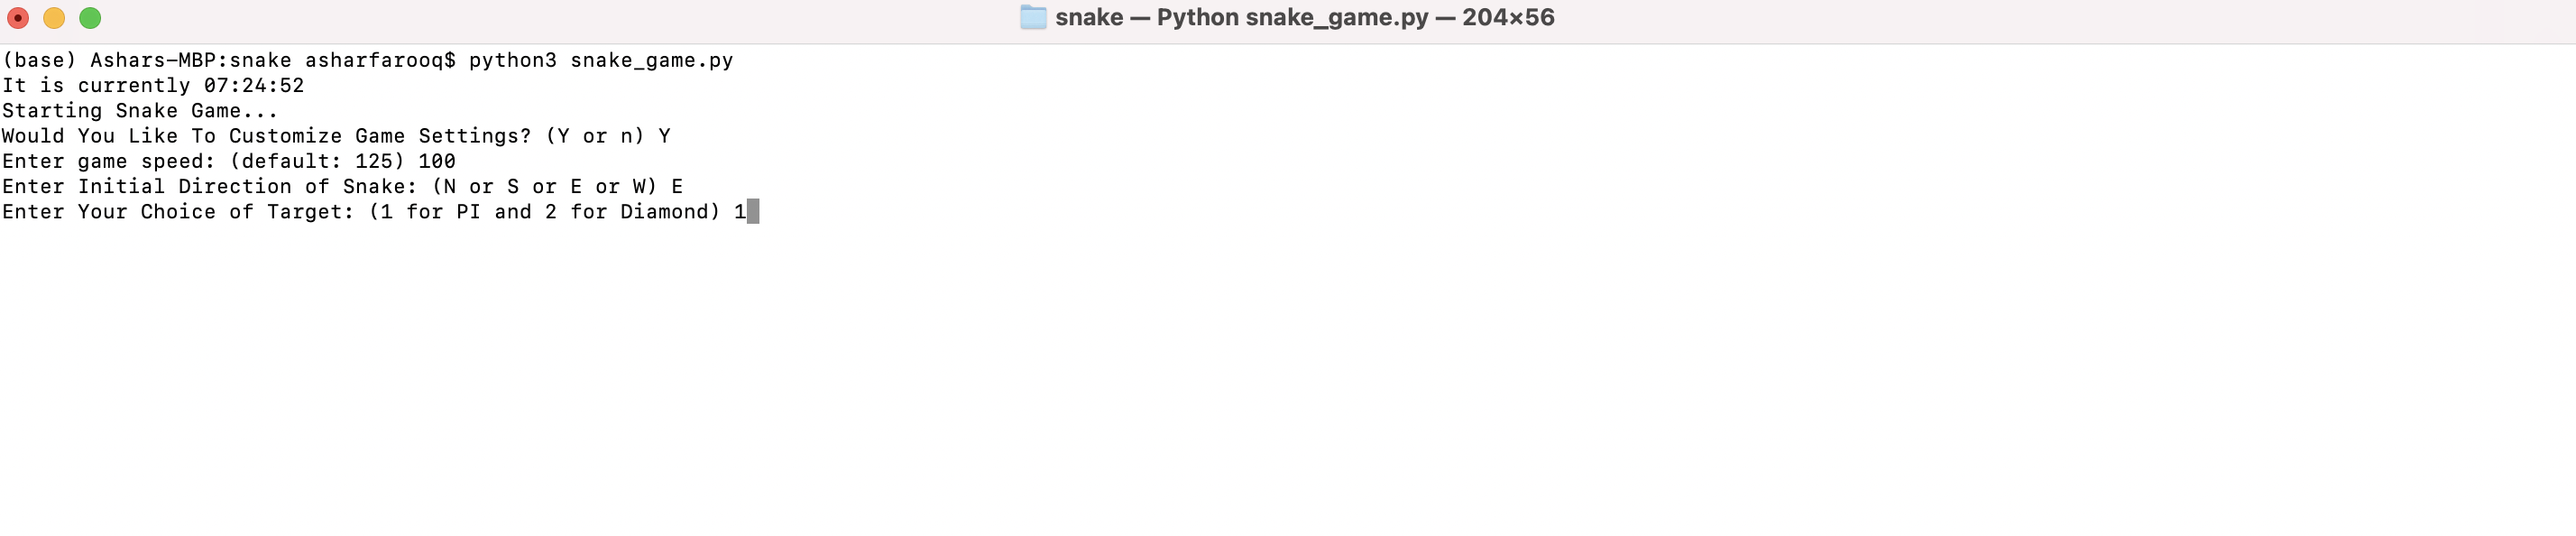 snake — Python snake_game.py — 204×56
(base) Ashars-MBP:snake asharfarooq$ python3 snake_game.py
It is currently 07:24:52
Starting Snake Game...
Would You Like To Customize Game Settings? (Y or n) Y
Enter game speed: (default: 125) 100
Enter Initial Direction of Snake: (N or S or E or W) E
Enter Your Choice of Target: (1 for PI and 2 for Diamond) 1